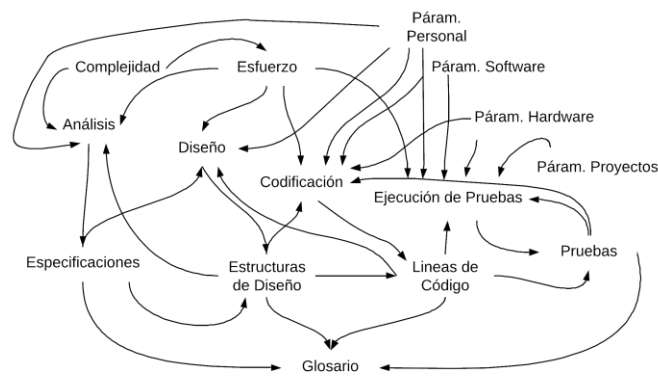 Páram.
Personal
Complejidad
Esfuerzo
Páram. Software
Análisis
Páram. Hardware
Diseño
Páram. Proyectos
Codificación
Ejecución de Pruebas
Especificaciones
Estructuras
de Diseño
Lineas de
Código
Pruebas
Glosario